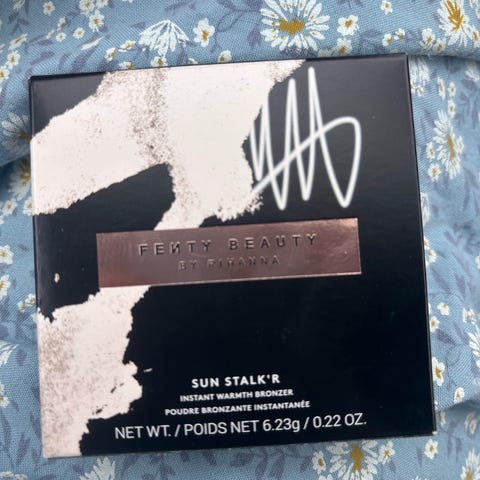 FEИTY BEAUTY
BY RIHANNA
SUN STALK'R
INSTANT WARMTH BRONZER
POUDRE BRONZANTE INSTANTANÉE
NET WT. / POIDS NET 6.23g / 0.22 OZ.